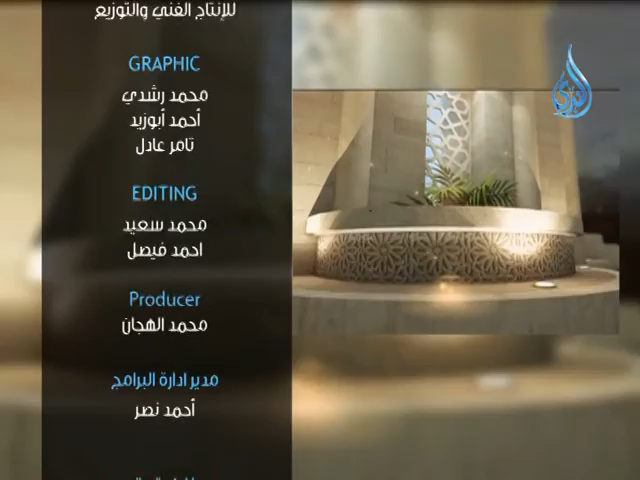 للإنتاج الفني والتوزيع
GRAPHIC
محمد رشدي
أحمد أبوزيد
تامر عادل
EDITING
محمد سعيد
احمد فيصل
Producer
محمد الهجان
مدير ادارة البرامج
أحمد نصر
الندى